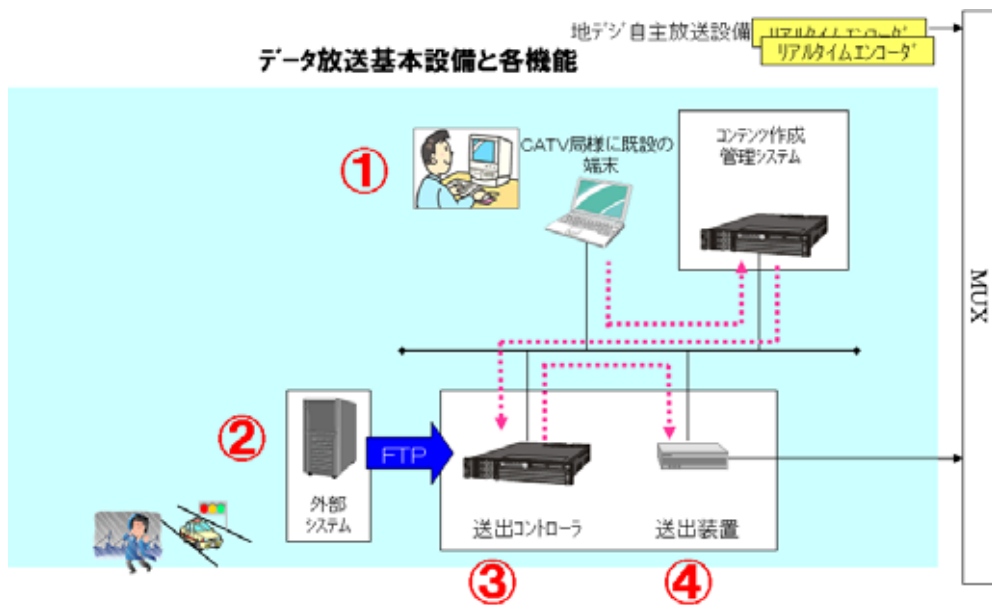 地ﾃﾞｼﾞ自主放送設備
ﾘｱﾙﾀｲﾑｴﾝｺｰﾀﾞ
ﾘｱﾙﾀｲﾑｴﾝｺｰﾀﾞ
ﾃﾞｰﾀ放送基本設備と各機能
①
CATV局様に既設の
端末
ｺﾝﾃﾝﾂ作成
管理ｼｽﾃﾑ
MUX
②
FTP
外部
ｼｽﾃﾑ
送出ｺﾝﾄﾛｰﾗ
送出装置
③
④